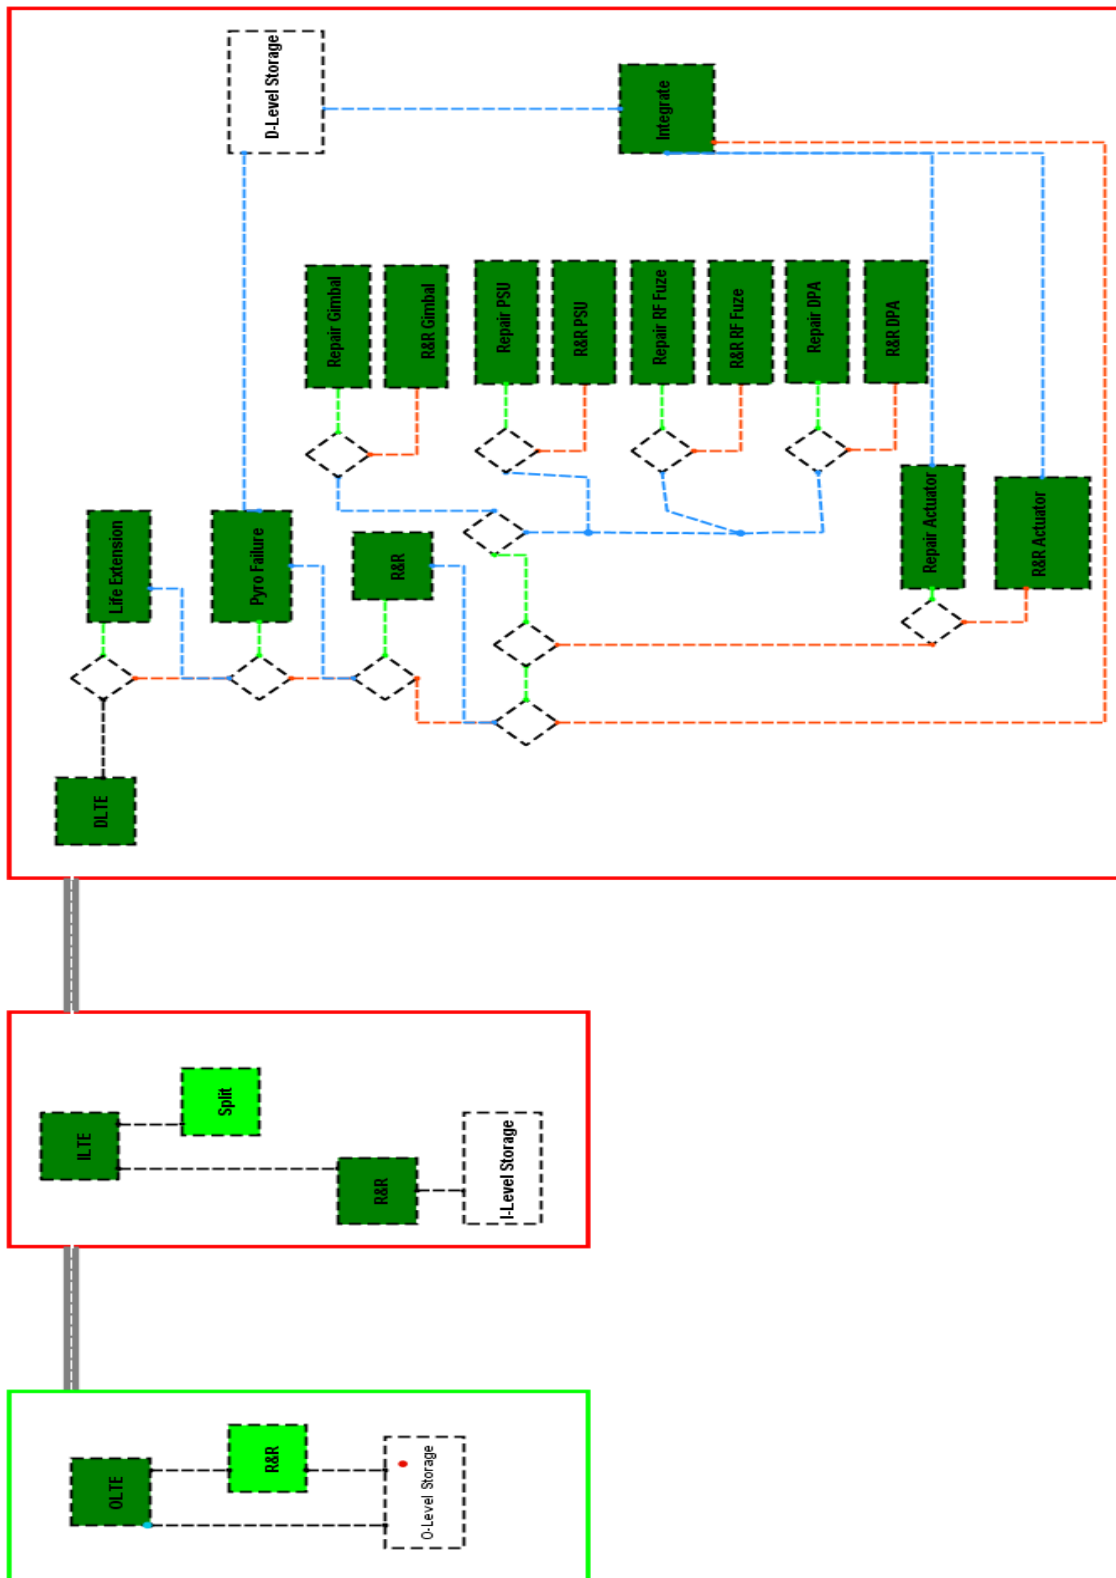 OLTE
R&R
O-Level Storage
ILTE
Split
R&R
I-Level Storage
DLTE
Life Extension
Pyro Failure
R&R
D-Level Storage
Repair Gimbal
R&R Gimbal
Repair PSU
R&R PSU
Repair RF Fuze
R&R RF Fuze
Repair DPA
R&R DPA
Repair Actuator
R&R Actuator
Integrate